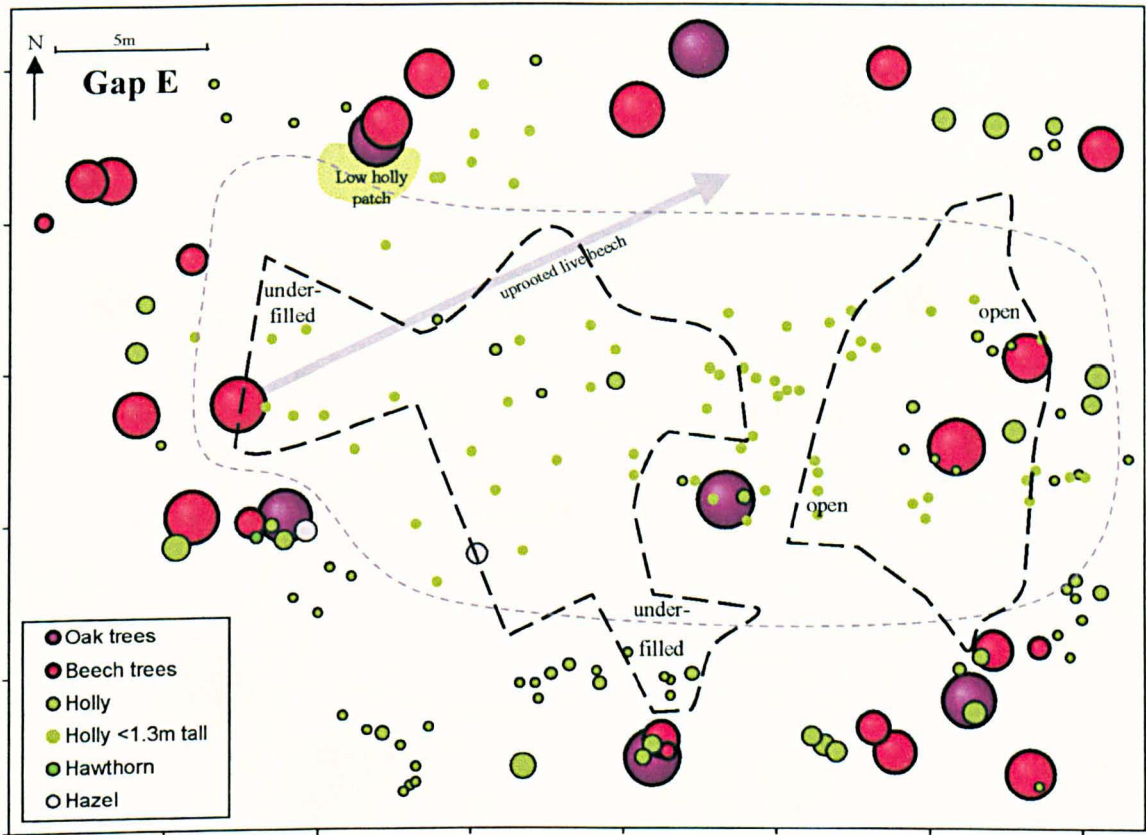 N
5m
Gap E
Low holly
patch
uprooted live beech
under-
filled
open
open
under-
filled
Oak trees
Beech trees
Holly
Holly <1.3m tall
Hawthorn
Hazel